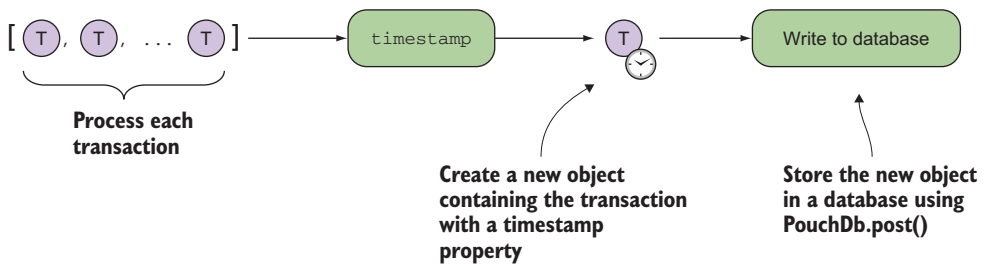 [ T, T, ... T ]
timestamp
T
Write to database
Process each
transaction
Create a new object
containing the transaction
with a timestamp
property
Store the new object
in a database using
PouchDb.post()